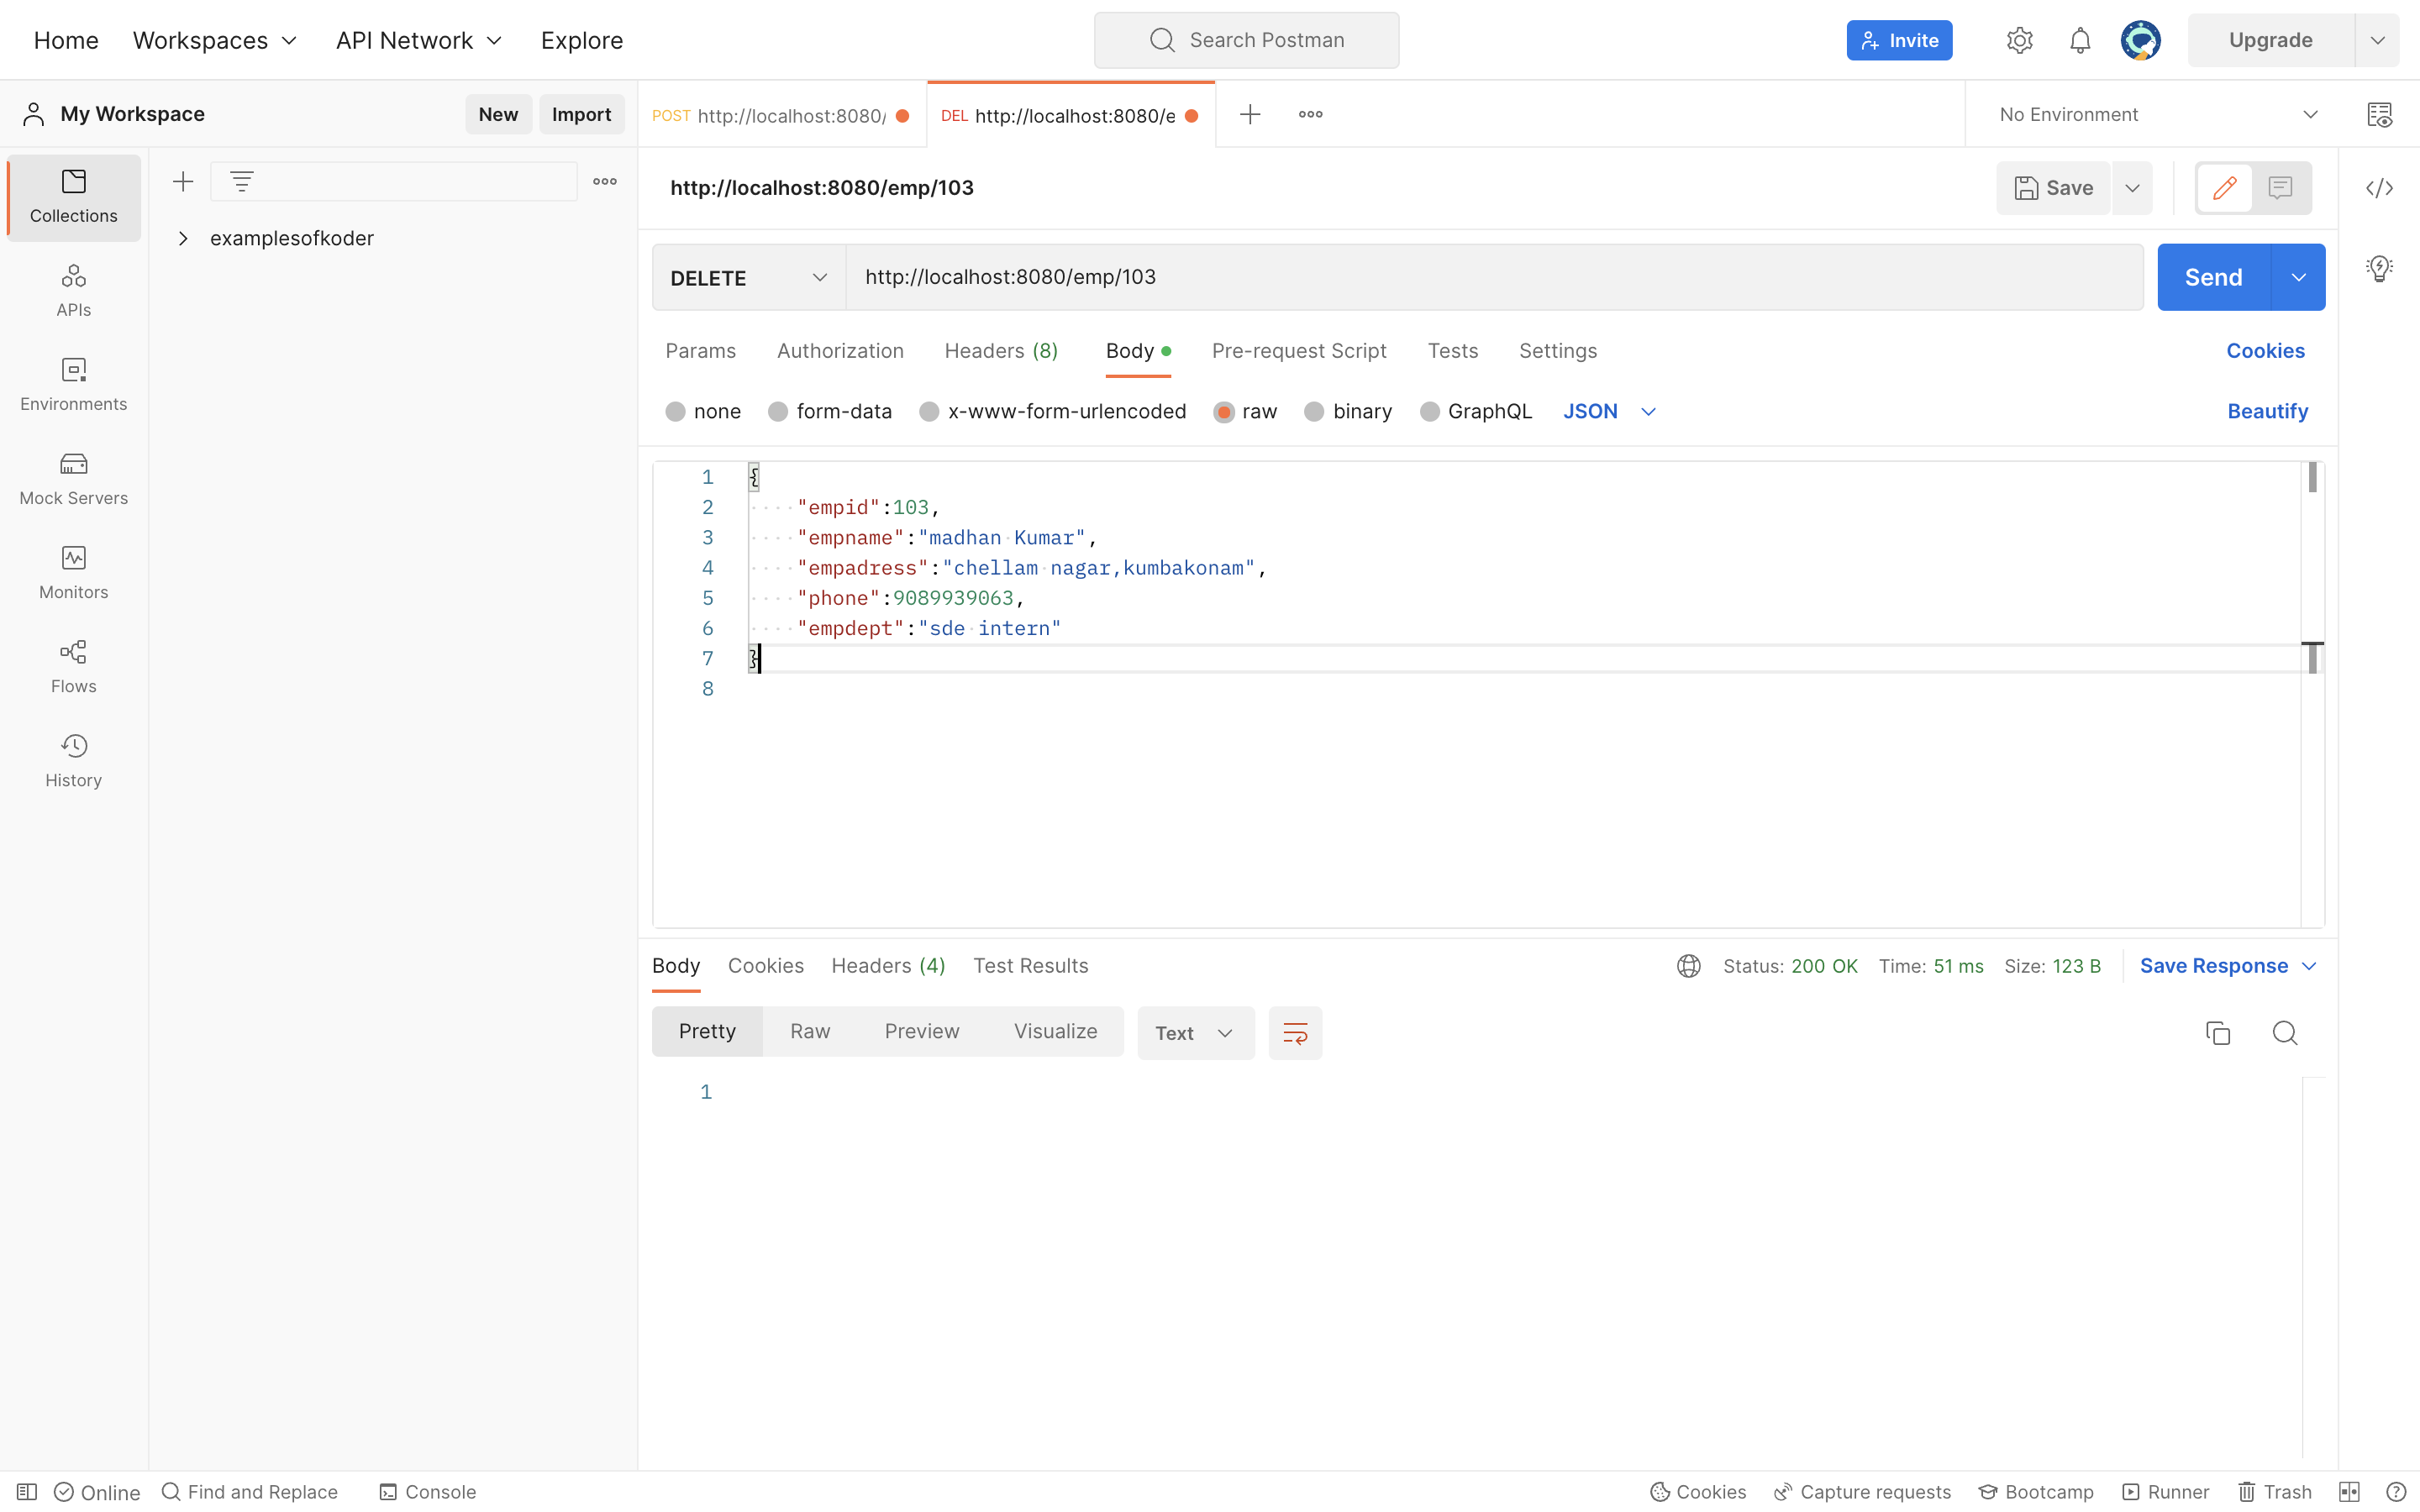 Home Workspaces API Network Explore Search Postman Invite Upgrade
My Workspace New Import POST http://localhost:8080/ DEL http://localhost:8080/e No Environment
Collections
APIs
Environments
Mock Servers
Monitors
Flows
History
examplesofkoder
http://localhost:8080/emp/103 Save
DELETE http://localhost:8080/emp/103 Send
Params Authorization Headers (8) Body Pre-request Script Tests Settings Cookies
none form-data x-www-form-urlencoded raw binary GraphQL JSON Beautify
1 {
2 "empid":103,
3 "empname":"madhan Kumar",
4 "empadress":"chellam nagar,kumbakonam",
5 "phone":9089939063,
6 "empdept":"sde intern"
7 }
8
Body Cookies Headers (4) Test Results Status: 200 OK Time: 51 ms Size: 123 B Save Response
Pretty Raw Preview Visualize Text
1
Online Find and Replace Console Cookies Capture requests Bootcamp Runner Trash